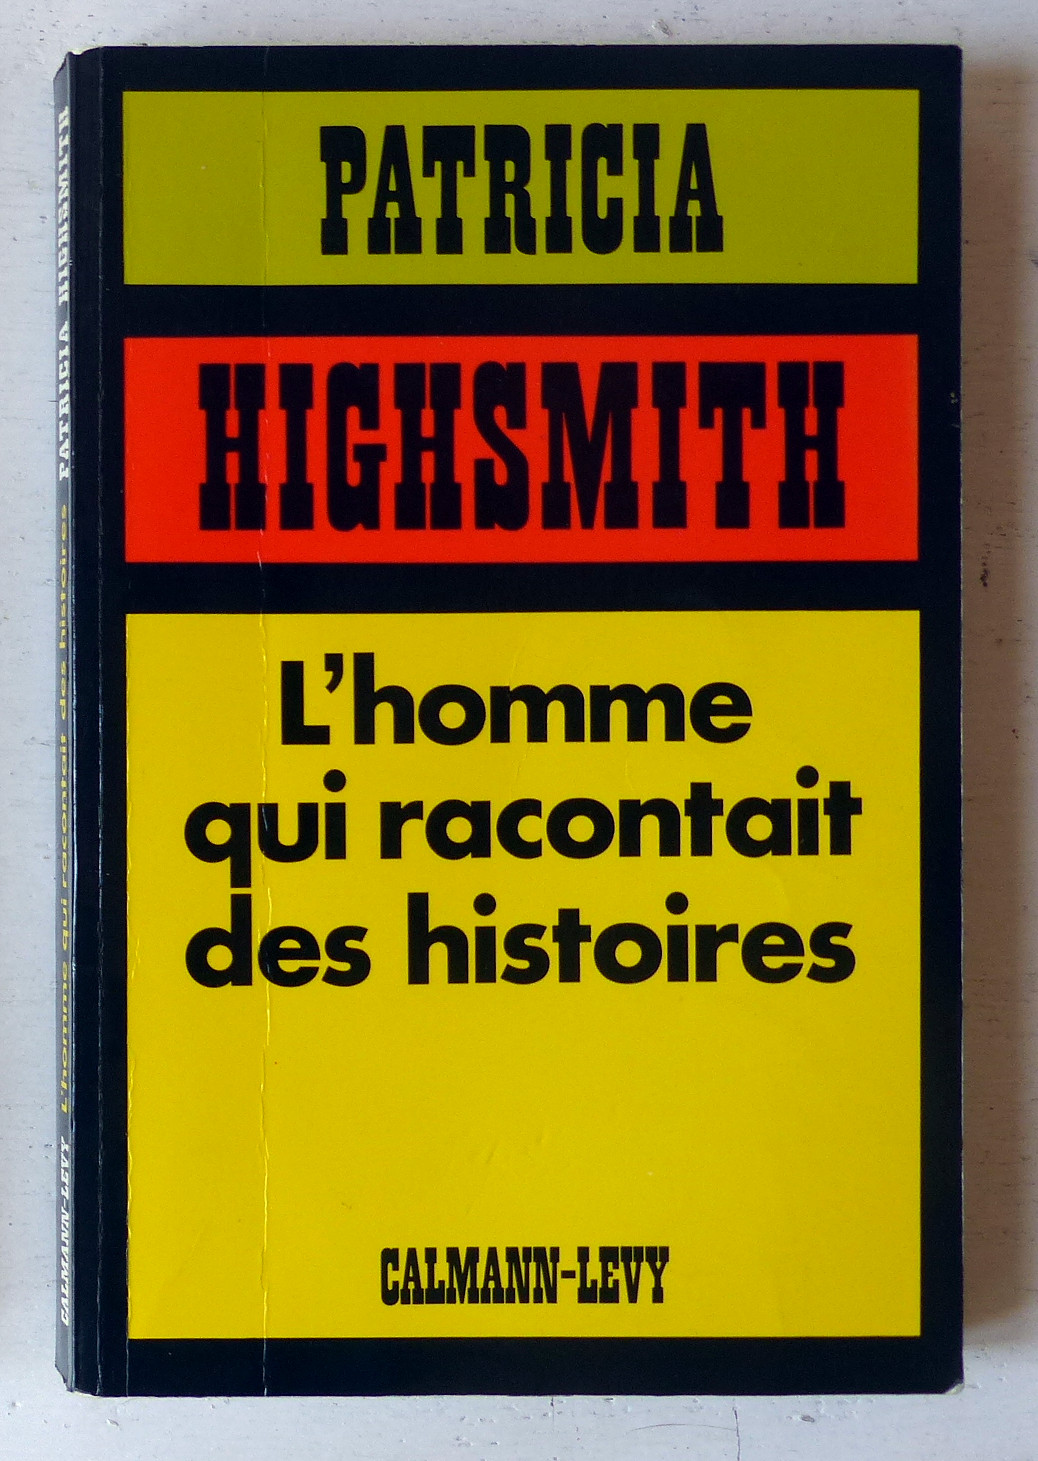 PATRICIA
HIGHSMITH
L'homme
qui racontait
des histoires
CALMANN-LEVY
CALMANN-LEVY L'homme qui racontait des histoires PATRICIA HIGHSMITH